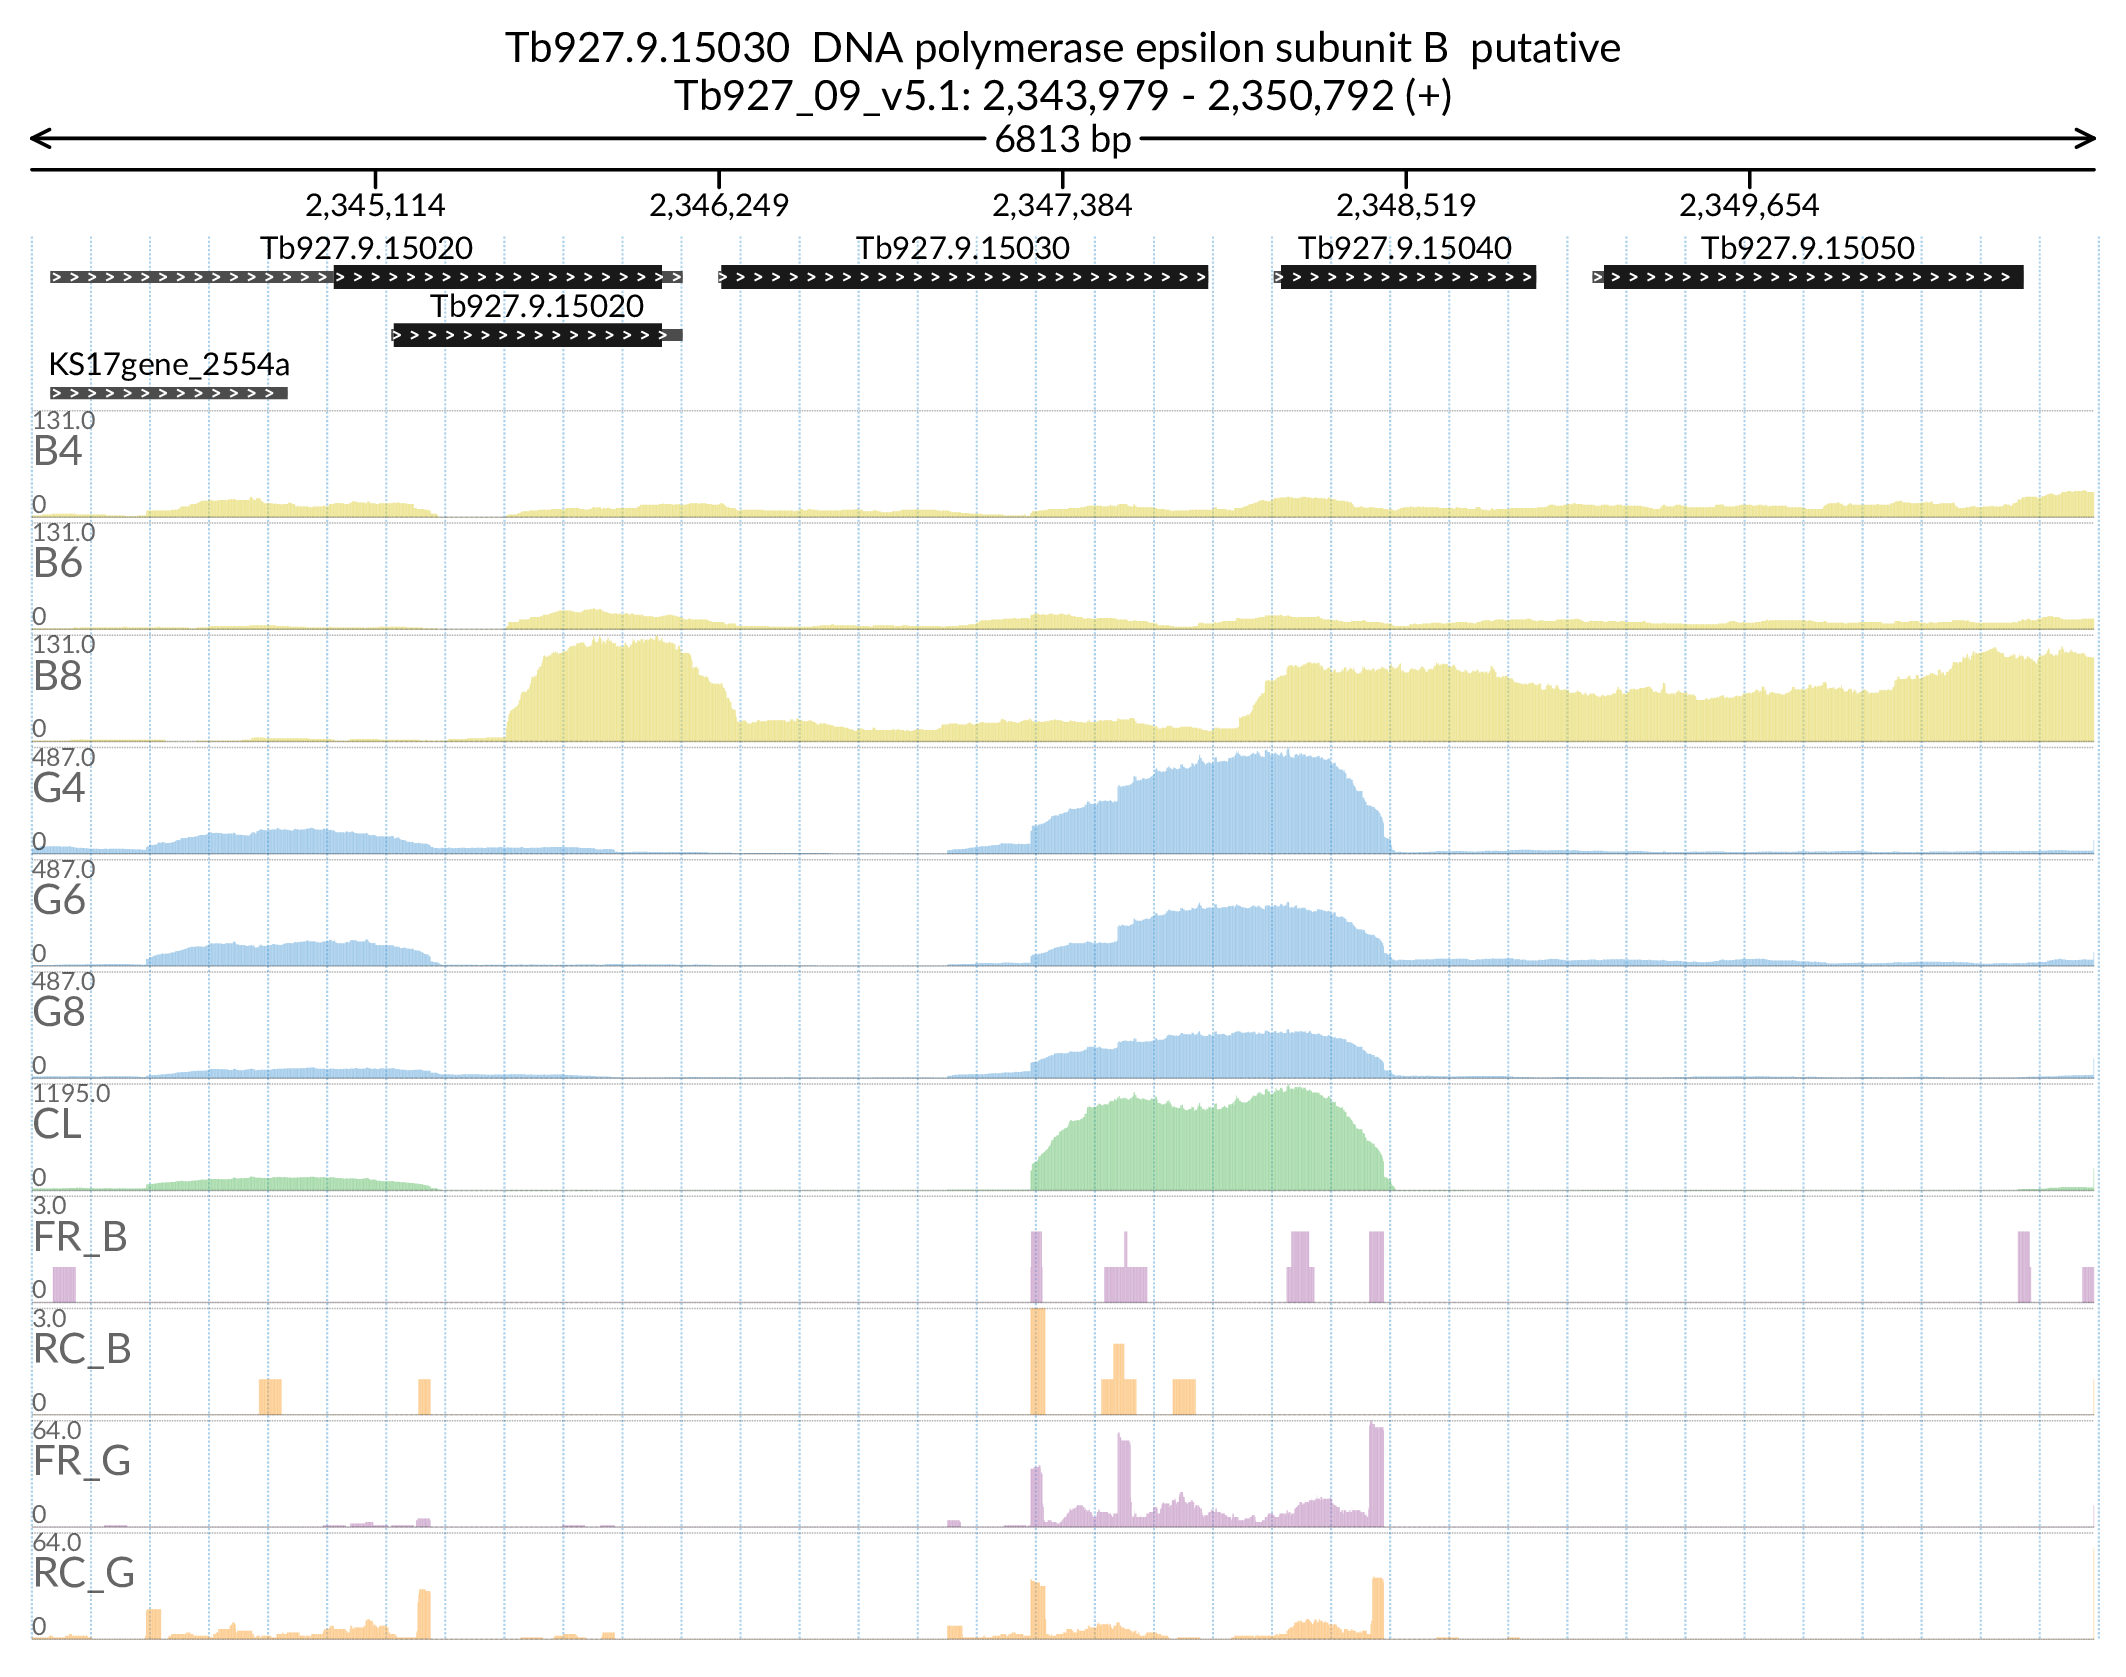 Tb927.9.15030  DNA polymerase epsilon subunit B  putative
Tb927_09_v5.1: 2,343,979 - 2,350,792 (+)
6813 bp
2,345,114 2,346,249 2,347,384 2,348,519 2,349,654
Tb927.9.15020 Tb927.9.15030 Tb927.9.15040 Tb927.9.15050
Tb927.9.15020
KS17gene_2554a
131.0
B4
0
131.0
B6
0
131.0
B8
0
487.0
G4
0
487.0
G6
0
487.0
G8
0
1195.0
CL
0
3.0
FR_B
0
3.0
RC_B
0
64.0
FR_G
0
64.0
RC_G
0